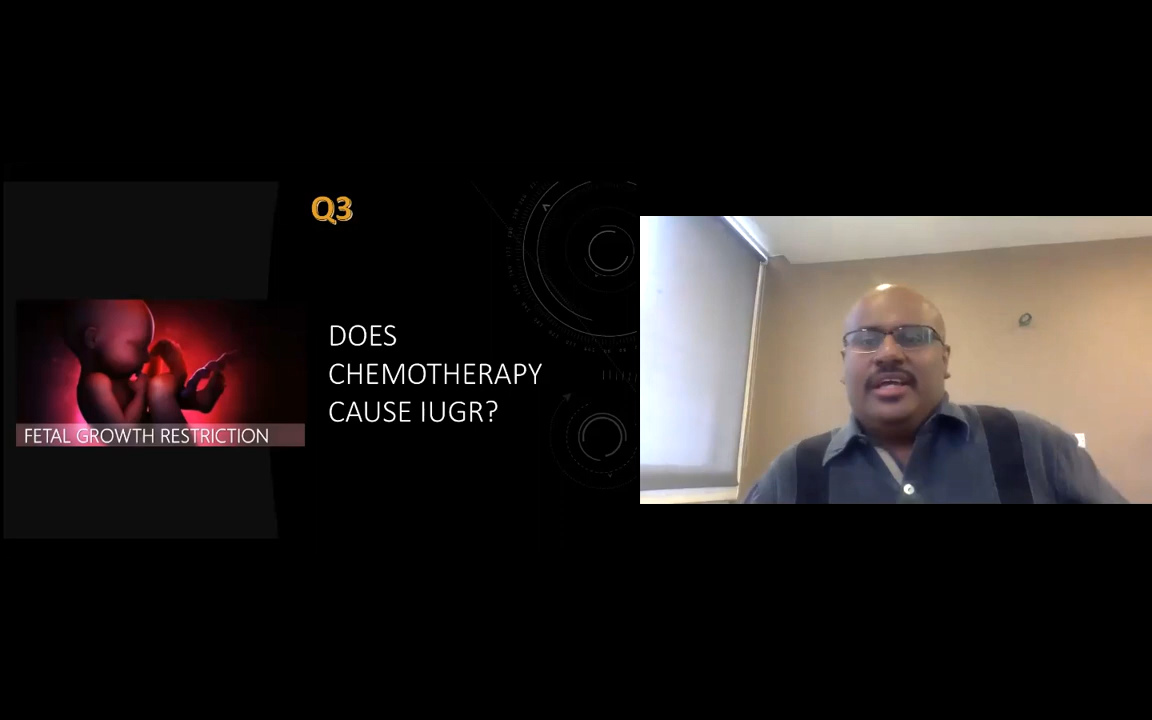 Q3
DOES
CHEMOTHERAPY
CAUSE IUGR?
FETAL GROWTH RESTRICTION